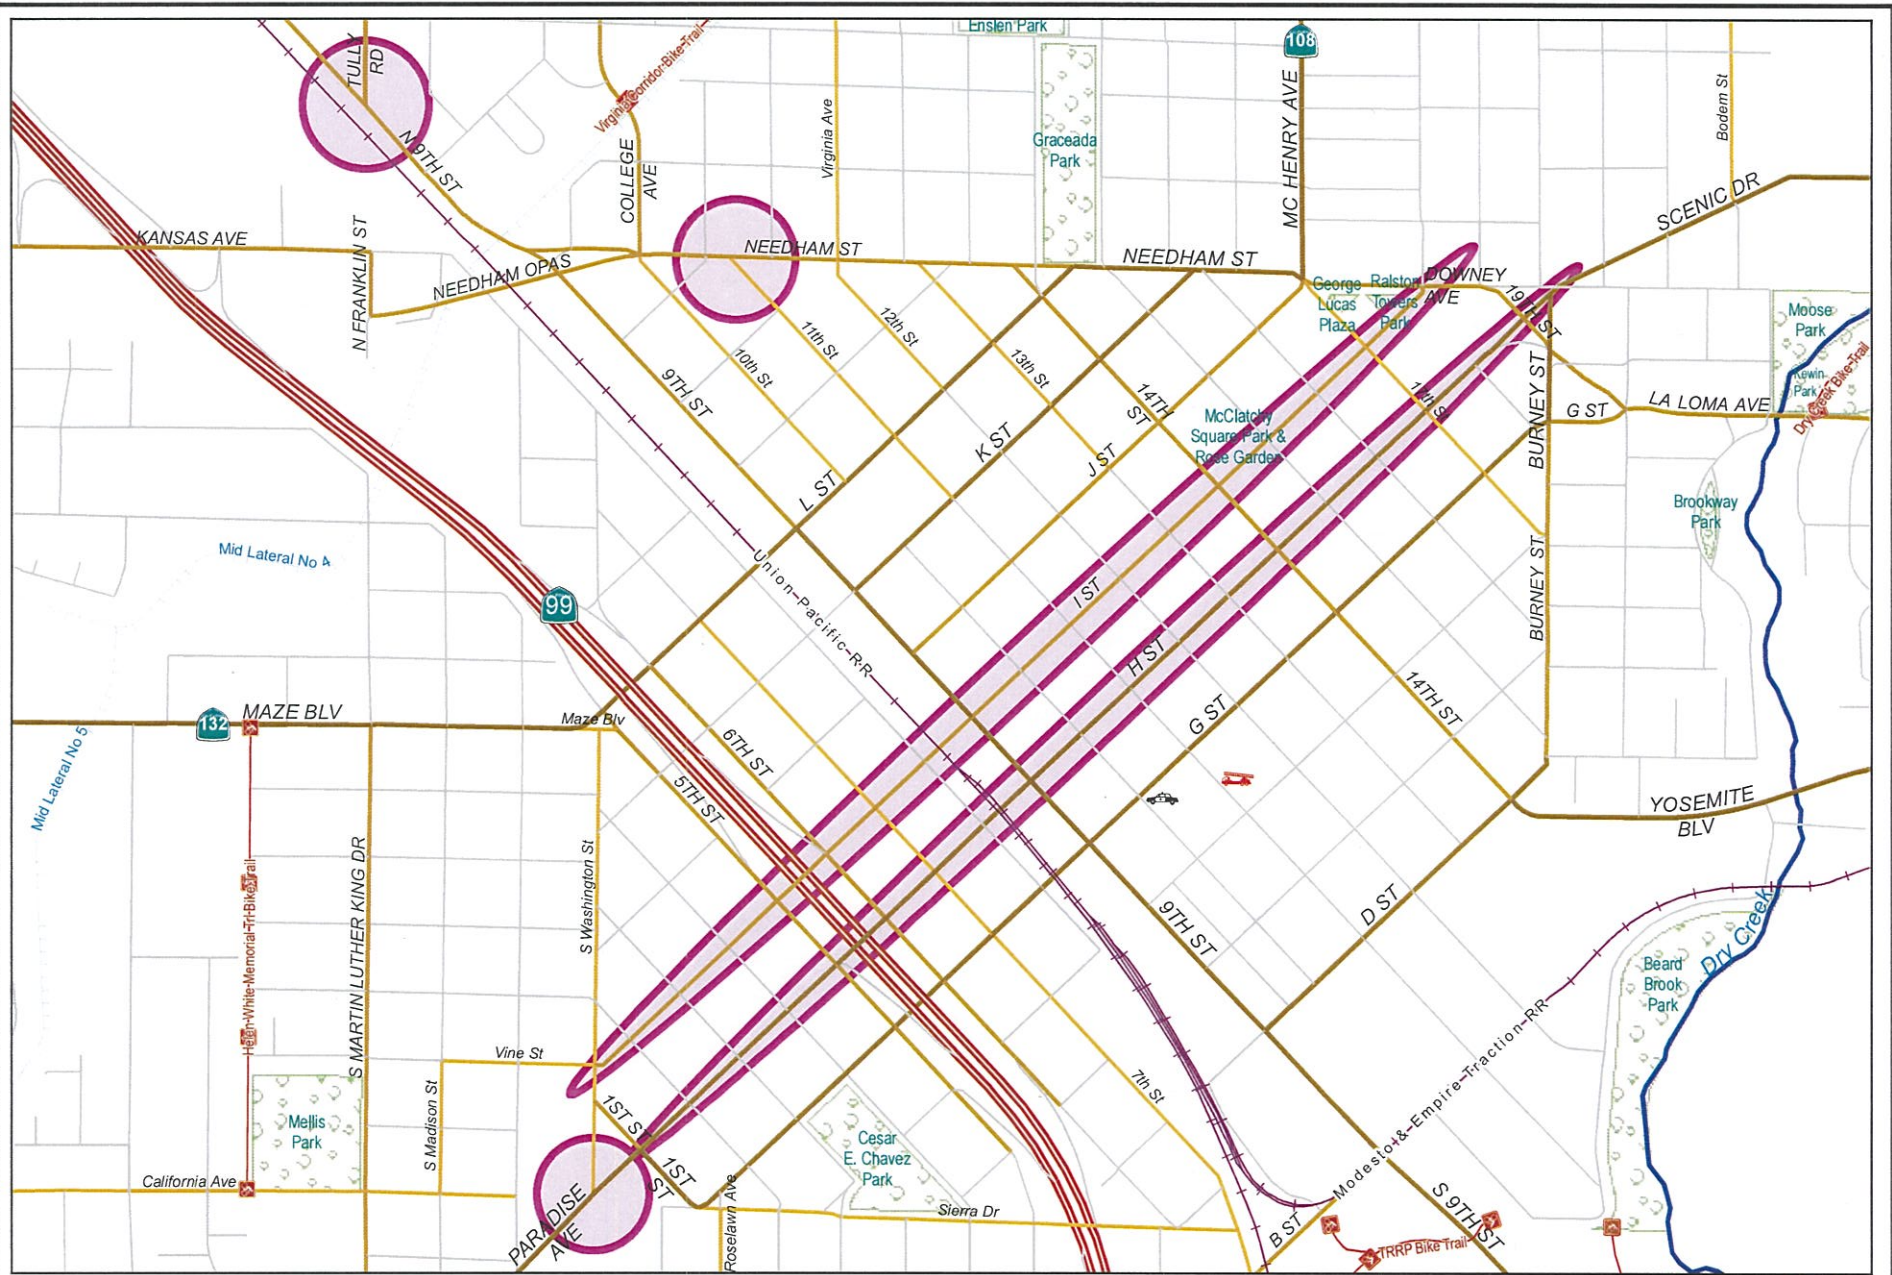 Enslen Park
108
TULLY
RD
Virginia Corridor Bike Trail
Virginia Ave
MC HENRY AVE
Bodem St
COLLEGE
AVE
Graceada
Park
N 9TH ST
SCENIC DR
KANSAS AVE
N FRANKLIN ST
NEEDHAM OPAS
NEEDHAM ST
NEEDHAM ST
DOWNEY
AVE
George
Lucas
Plaza
Ralston
Towers
Park
19TH ST
Moose
Park
Kewin
Park
Dry Creek Bike Trail
10th St
11th St
12th St
13th St
14TH
ST
17th St
9TH ST
BURNEY ST
G ST
LA LOMA AVE
McClatchy
Square Park &
Rose Garden
L ST
K ST
J ST
Brookway
Park
Mid Lateral No 4
Union-Pacific-RR
99
I ST
H ST
G ST
BURNEY ST
14TH ST
132
MAZE BLV
Maze Blv
6TH ST
5TH ST
Mid Lateral No 5
YOSEMITE
BLV
S MARTIN LUTHER KING DR
S Washington St
Helen-White-Memorial-Trl-Bike Trail
9TH ST
D ST
Dry Creek
Beard
Brook
Park
Modesto-&-Empire-Traction-RR
Vine St
S Madison St
7th St
1ST ST
Mellis
Park
Cesar
E. Chavez
Park
1ST
ST
California Ave
PARADISE
AVE
Roselawn Ave
Sierra Dr
B ST
S 9TH ST
TRRP Bike Trail